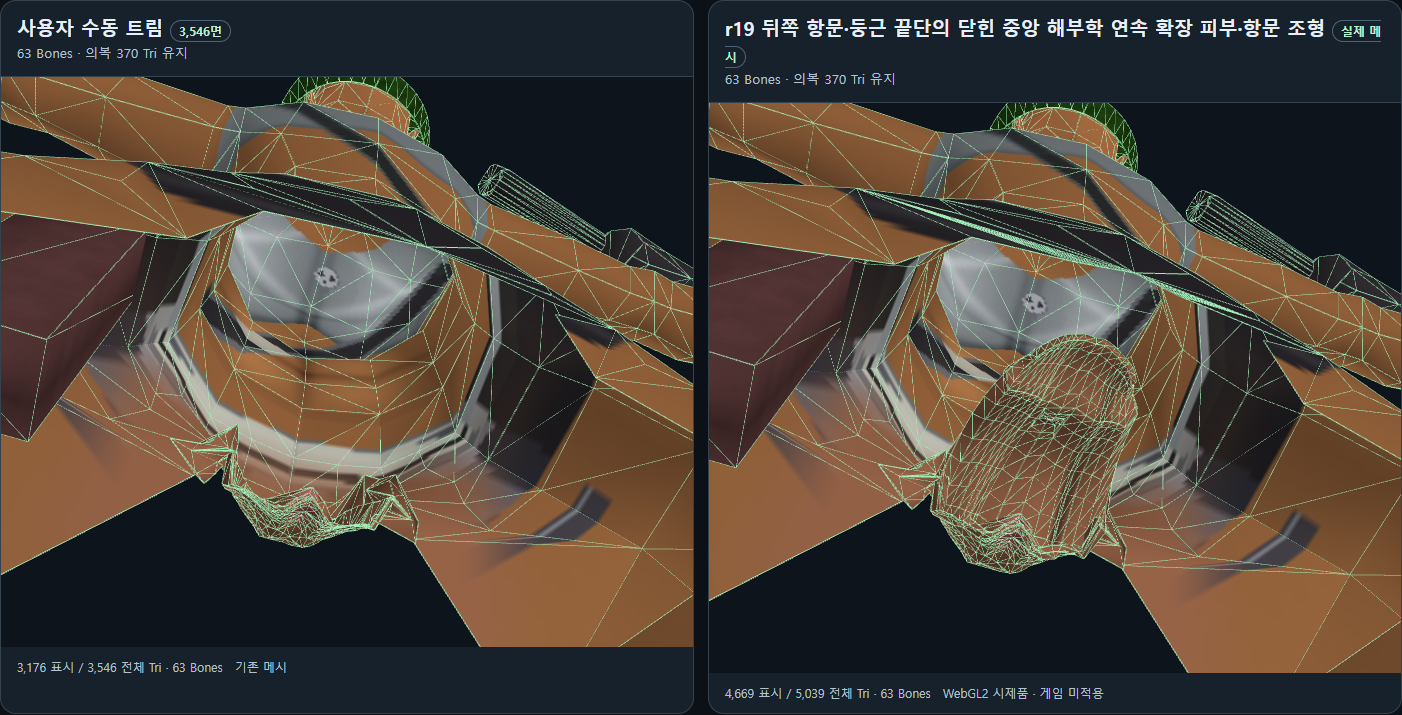 사용자 수동 트림 3,546면
63 Bones · 의복 370 Tri 유지
3,176 표시 / 3,546 전체 Tri · 63 Bones 기존 메시
r19 뒤쪽 항문·둥근 끝단의 닫힌 중앙 해부학 연속 확장 피부·항문 조형 실제 메
시
63 Bones · 의복 370 Tri 유지
4,669 표시 / 5,039 전체 Tri · 63 Bones WebGL2 시제품 · 게임 미적용